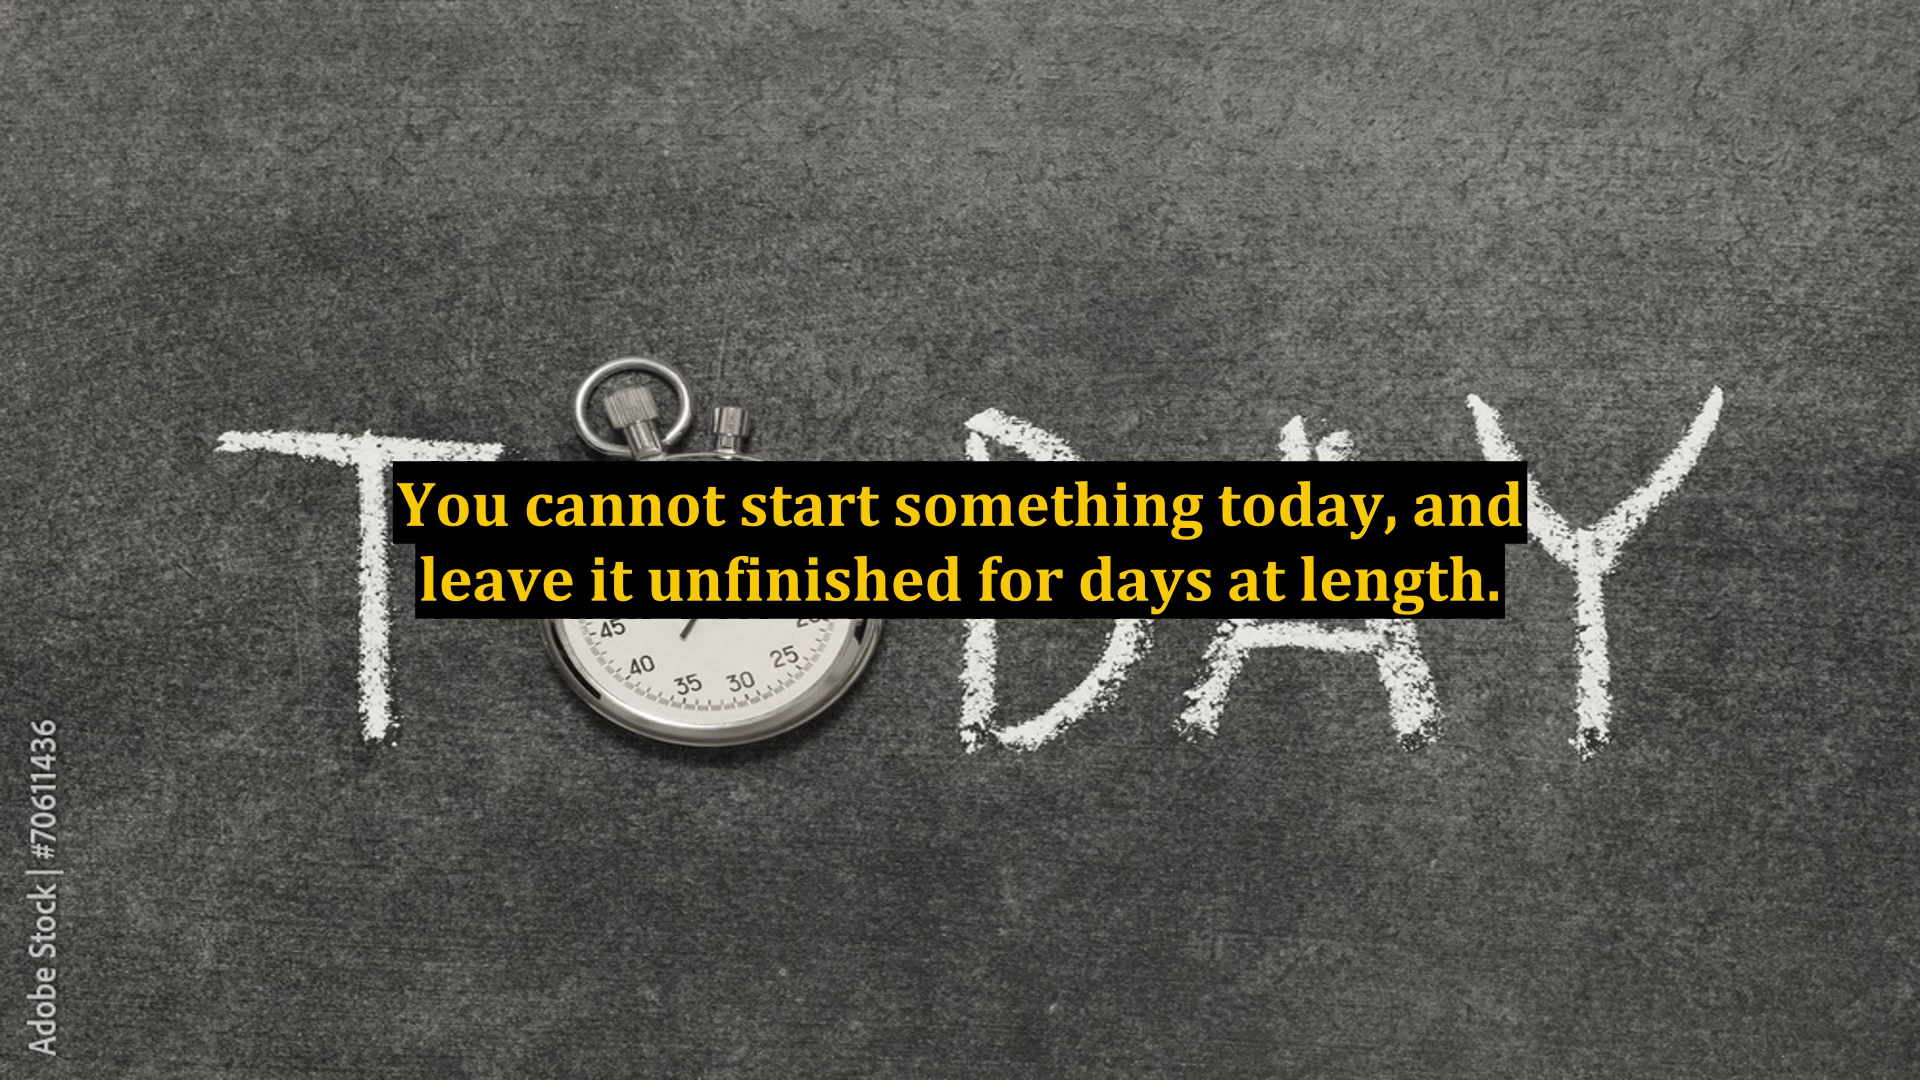 You cannot start something today, and
leave it unfinished for days at length.
T DAY
45
40
35
30
25
Adobe Stock | #70611436